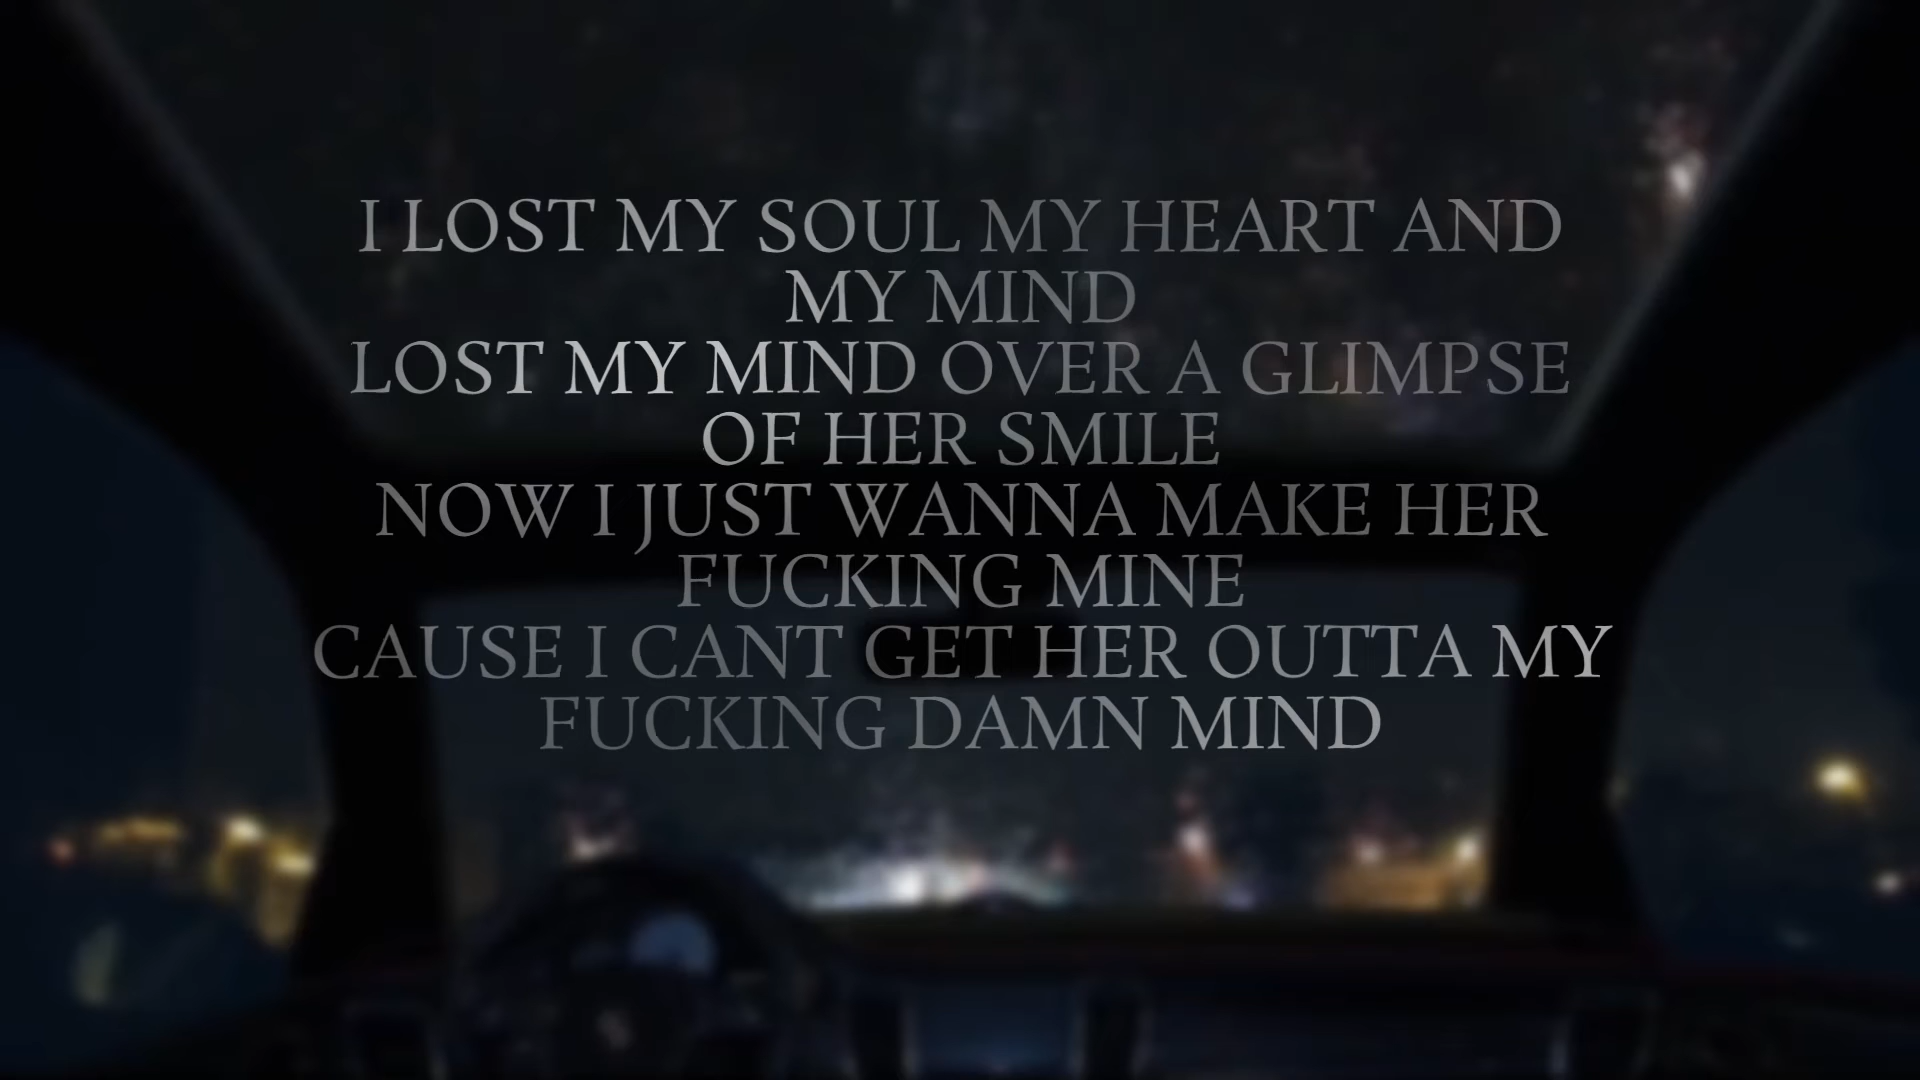 I LOST MY SOUL MY HEART AND
MY MIND
LOST MY MIND OVER A GLIMPSE
OF HER SMILE
NOW I JUST WANNA MAKE HER
FUCKING MINE
CAUSE I CANT GET HER OUTTA MY
FUCKING DAMN MIND